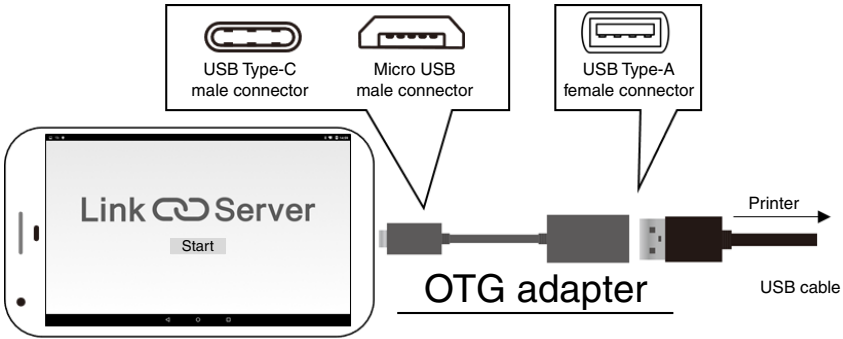 USB Type-C
male connector
Micro USB
male connector
USB Type-A
female connector
Link Server
Start
Printer
OTG adapter
USB cable